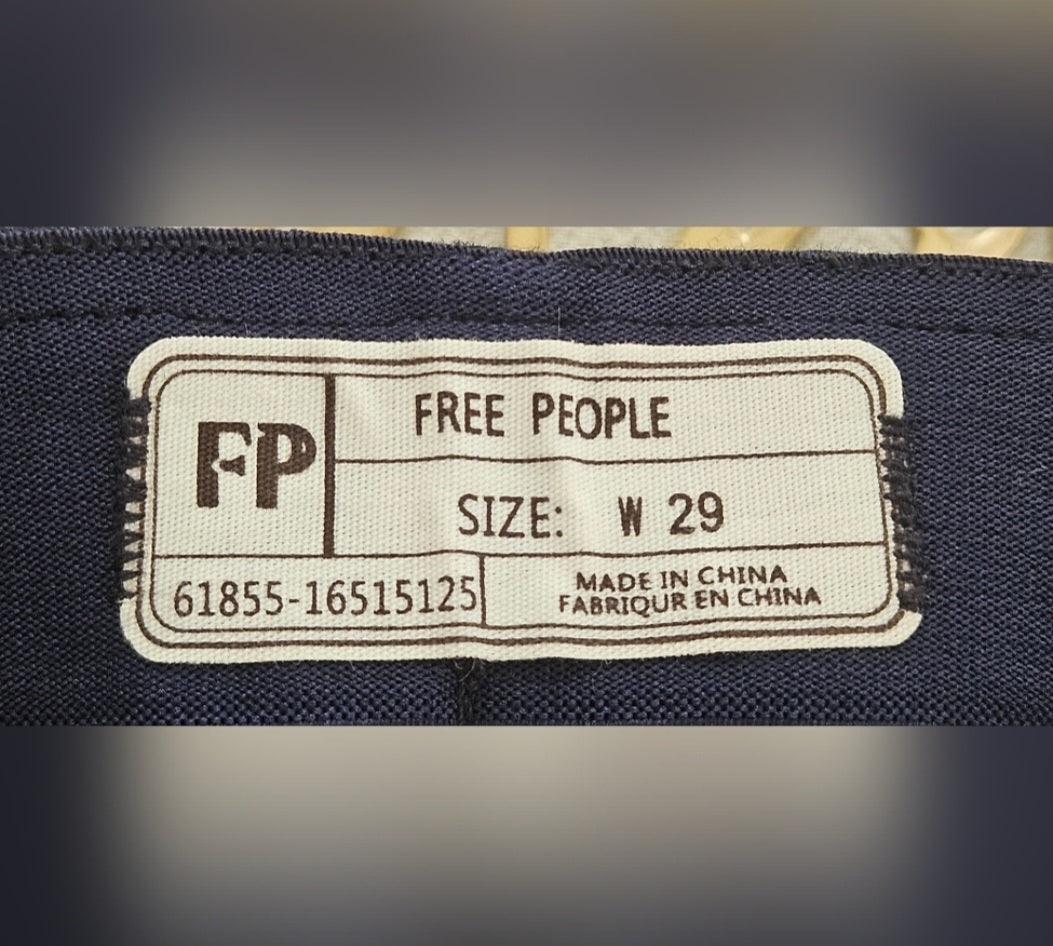 FP
FREE PEOPLE
SIZE: W 29
61855-16515125
MADE IN CHINA
FABRIQUR EN CHINA